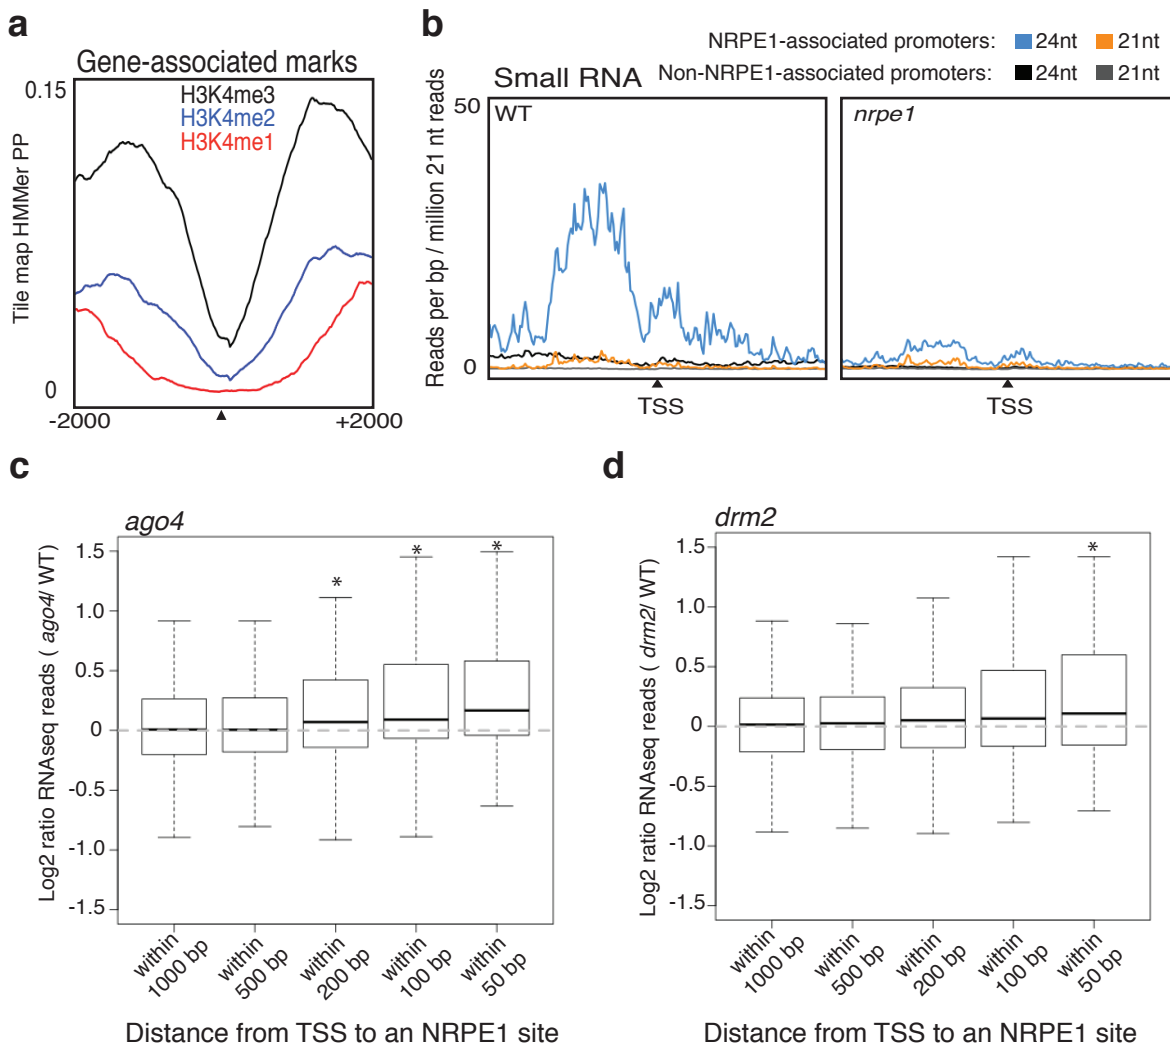 a
Gene-associated marks
H3K4me3
H3K4me2
H3K4me1
0.15
0
Tile map HMMer PP
-2000
+2000
b
NRPE1-associated promoters: 24nt 21nt
Non-NRPE1-associated promoters: 24nt 21nt
Small RNA
50
0
Reads per bp / million 21 nt reads
WT
nrpe1
TSS
TSS
c
ago4
Log2 ratio RNAseq reads ( ago4/ WT)
1.5
1.0
0.5
0
-0.5
-1.0
-1.5
* * *
within 1000 bp
within 500 bp
within 200 bp
within 100 bp
within 50 bp
Distance from TSS to an NRPE1 site
d
drm2
Log2 ratio RNAseq reads ( drm2/ WT)
1.5
1.0
0.5
0
-0.5
-1.0
-1.5
*
within 1000 bp
within 500 bp
within 200 bp
within 100 bp
within 50 bp
Distance from TSS to an NRPE1 site